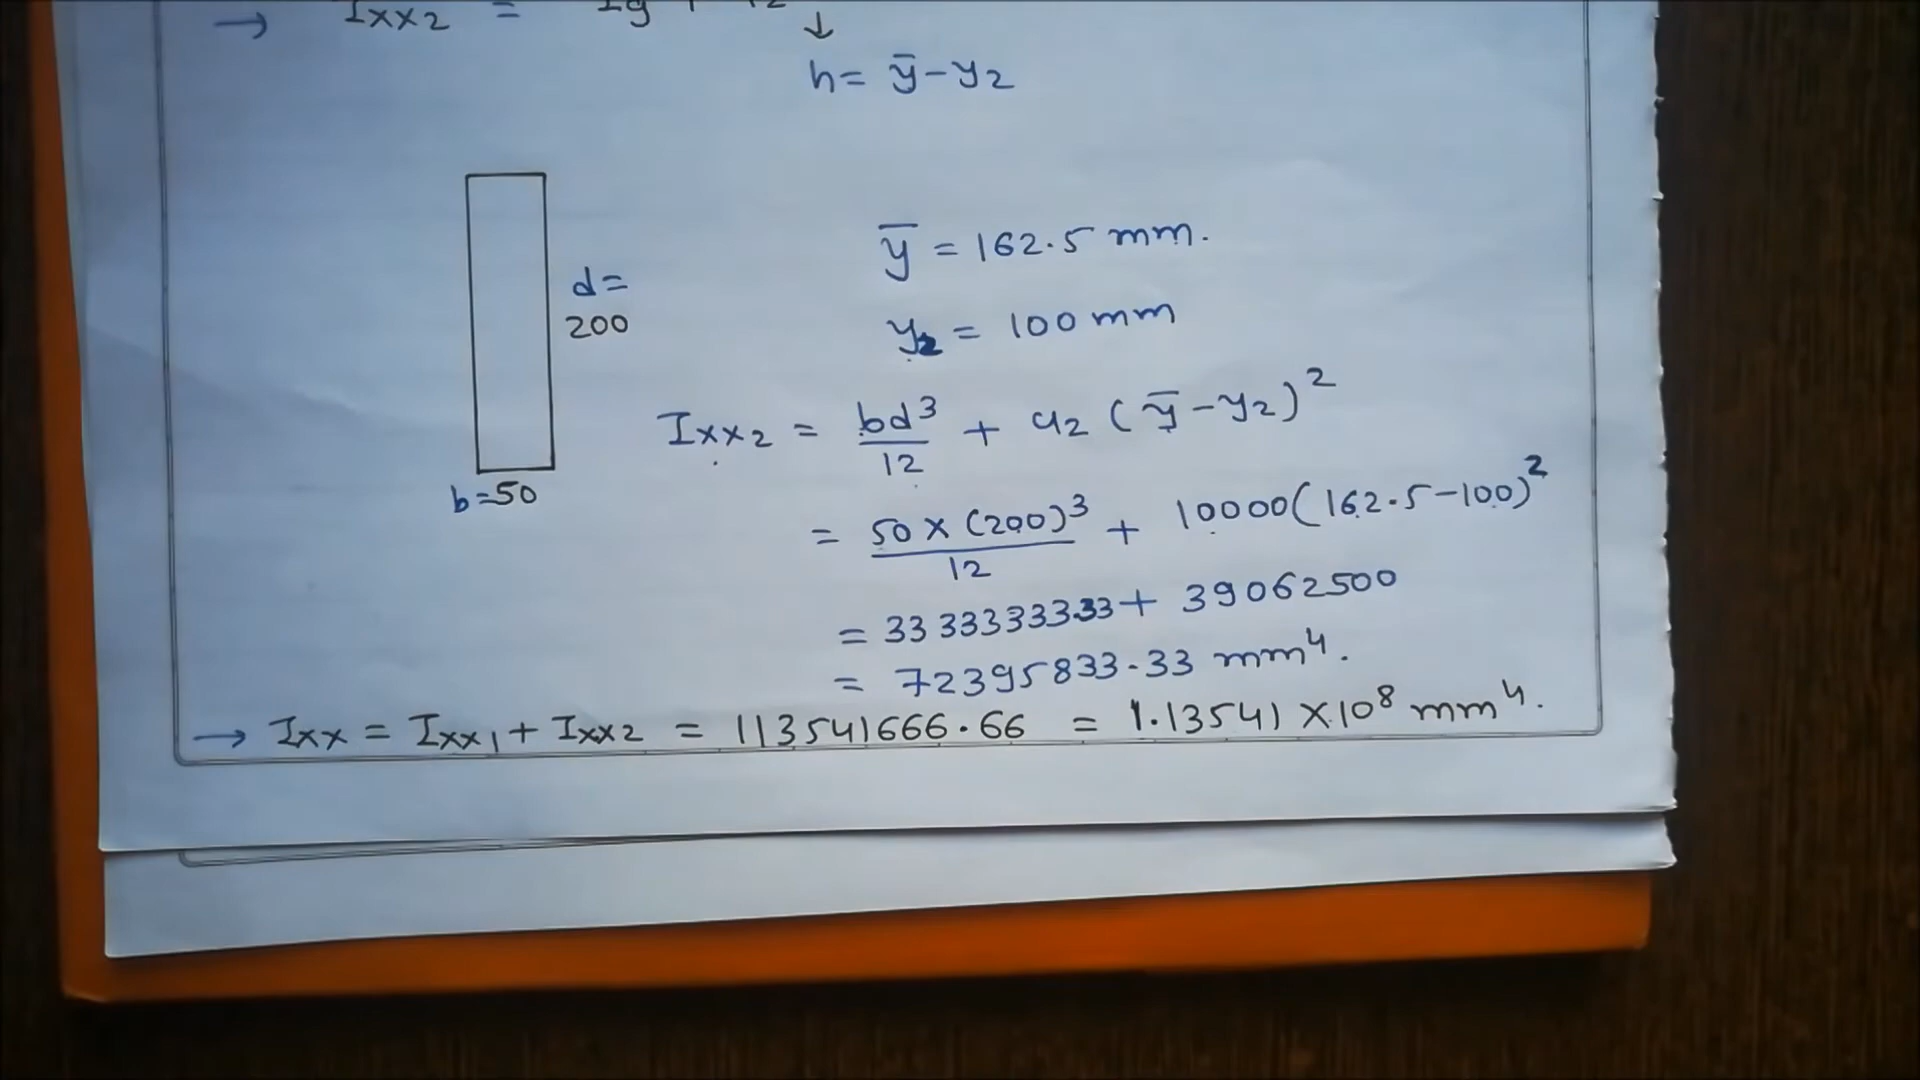 → Ixx2 =
↓
h = ȳ - y2
d =
200
b=50
ȳ = 162.5 mm.
y2 = 100 mm
Ixx2 = bd³/12 + a2 (ȳ - y2)²
= 50 × (200)³/12 + 10000(162.5-100)²
= 33333333.33 + 39062500
= 72395833.33 mm⁴.
→ Ixx = Ixx1 + Ixx2 = 113541666.66 = 1.13541 ×10⁸ mm⁴.